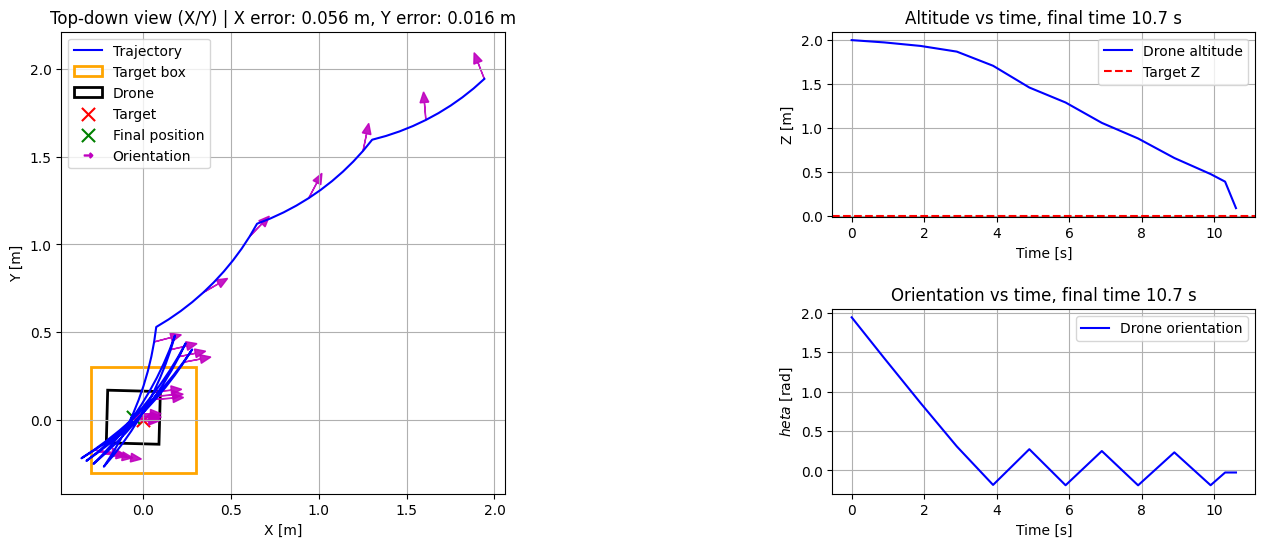 Top-down view (X/Y) | X error: 0.056 m, Y error: 0.016 m
Trajectory
Target box
Drone
Target
Final position
Orientation
2.0
1.5
1.0
0.5
0.0
Y [m]
0.0 0.5 1.0 1.5 2.0
X [m]
Altitude vs time, final time 10.7 s
Drone altitude
Target Z
2.0
1.5
1.0
0.5
0.0
Z [m]
0 2 4 6 8 10
Time [s]
Orientation vs time, final time 10.7 s
Drone orientation
2.0
1.5
1.0
0.5
0.0
heta [rad]
0 2 4 6 8 10
Time [s]